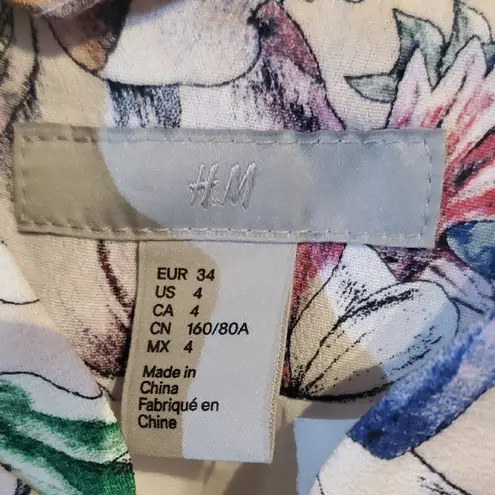 H&M
EUR 34
US 4
CA 4
CN 160/80A
MX 4
Made in
China
Fabriqué en
Chine